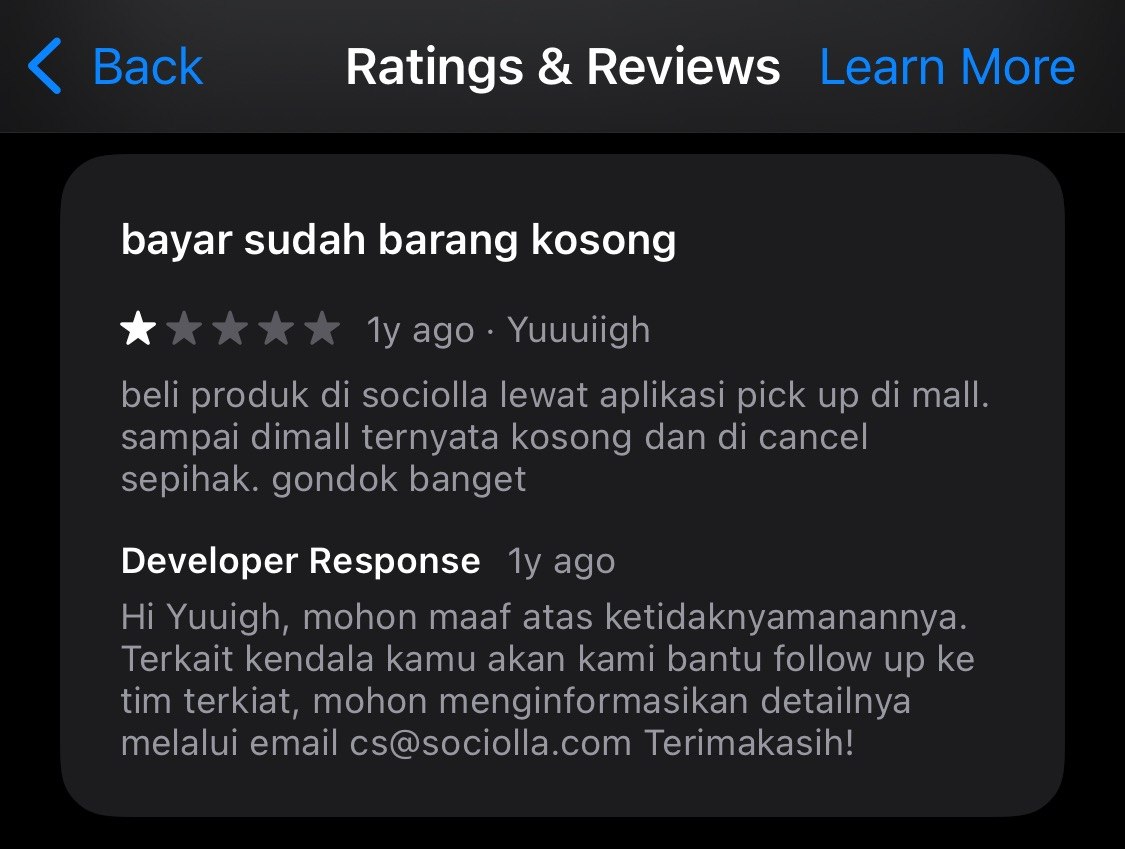 Back Ratings & Reviews Learn More
bayar sudah barang kosong
1y ago · Yuuuiigh
beli produk di sociolla lewat aplikasi pick up di mall.
sampai dimall ternyata kosong dan di cancel
sepihak. gondok banget
Developer Response 1y ago
Hi Yuuigh, mohon maaf atas ketidaknyamanannya.
Terkait kendala kamu akan kami bantu follow up ke
tim terkiat, mohon menginformasikan detailnya
melalui email cs@sociolla.com Terimakasih!